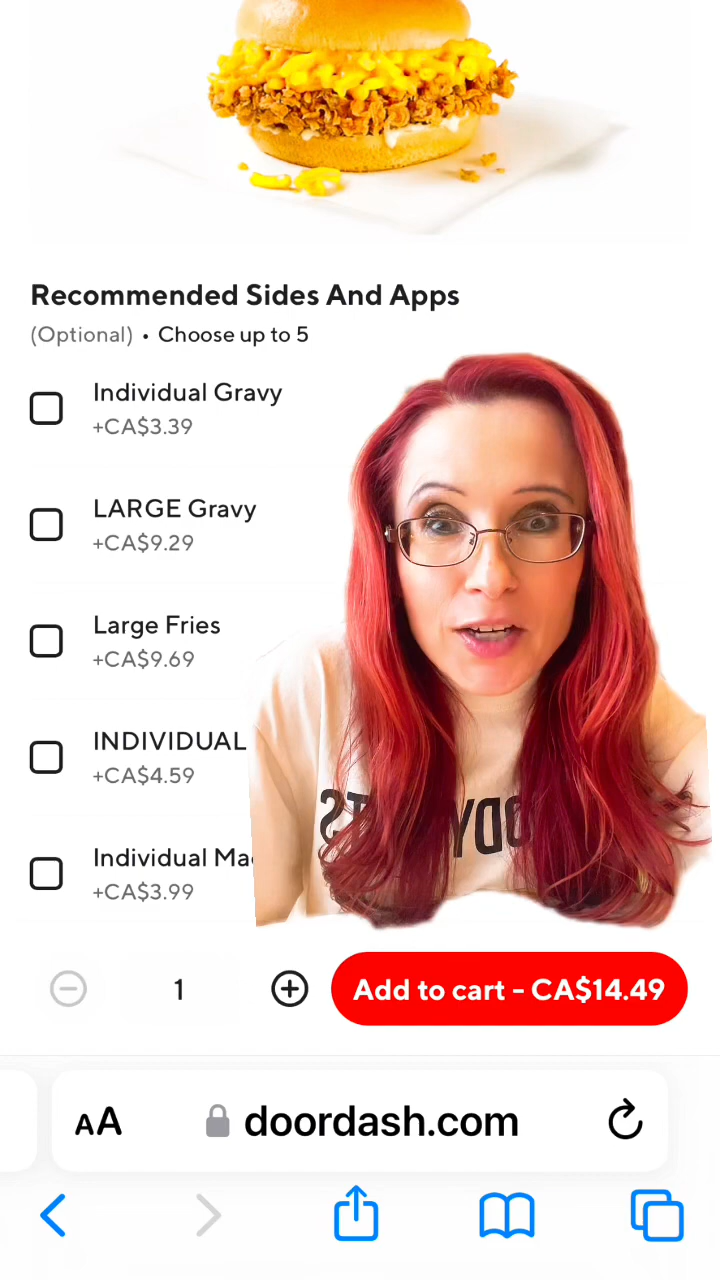 Recommended Sides And Apps
(Optional) • Choose up to 5
Individual Gravy
+CA$3.39
LARGE Gravy
+CA$9.29
Large Fries
+CA$9.69
INDIVIDUAL
+CA$4.59
Individual
+CA$3.99
1
Add to cart - CA$14.49
AA
doordash.com